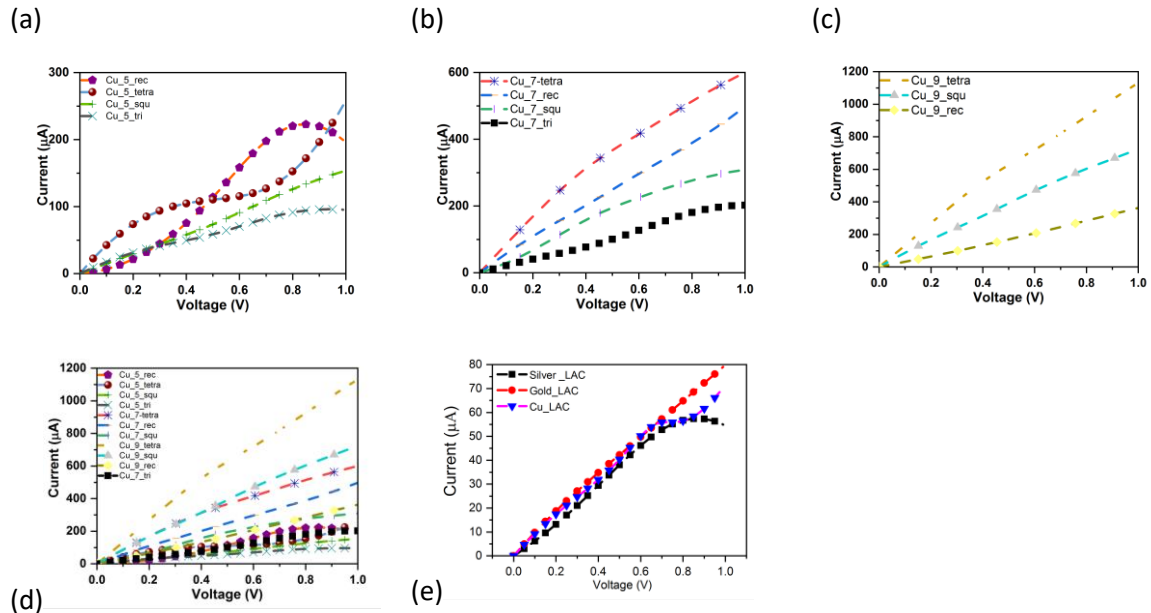 (a)
(b)
(c)
300
200
100
0
Current (µA)
Cu_5_rec
Cu_5_tetra
Cu_5_squ
Cu_5_tri
0.0 0.2 0.4 0.6 0.8 1.0
Voltage (V)
600
400
200
0
Current (µA)
Cu_7-tetra
Cu_7_rec
Cu_7_squ
Cu_7_tri
0.0 0.2 0.4 0.6 0.8 1.0
Voltage (V)
1200
1000
800
600
400
200
0
Current (µA)
Cu_9_tetra
Cu_9_squ
Cu_9_rec
0.0 0.2 0.4 0.6 0.8 1.0
Voltage (V)
1200
1000
800
600
400
200
0
Current (µA)
Cu_5_rec
Cu_5_tetra
Cu_5_squ
Cu_5_tri
Cu_7-tetra
Cu_7_rec
Cu_7_squ
Cu_9_tetra
Cu_9_squ
Cu_9_rec
Cu_7_tri
0.0 0.2 0.4 0.6 0.8 1.0
Voltage (V)
80
70
60
50
40
30
20
10
0
Current (µA)
Silver _LAC
Gold_LAC
Cu_LAC
0.0 0.2 0.4 0.6 0.8 1.0
Voltage (V)
(d)
(e)